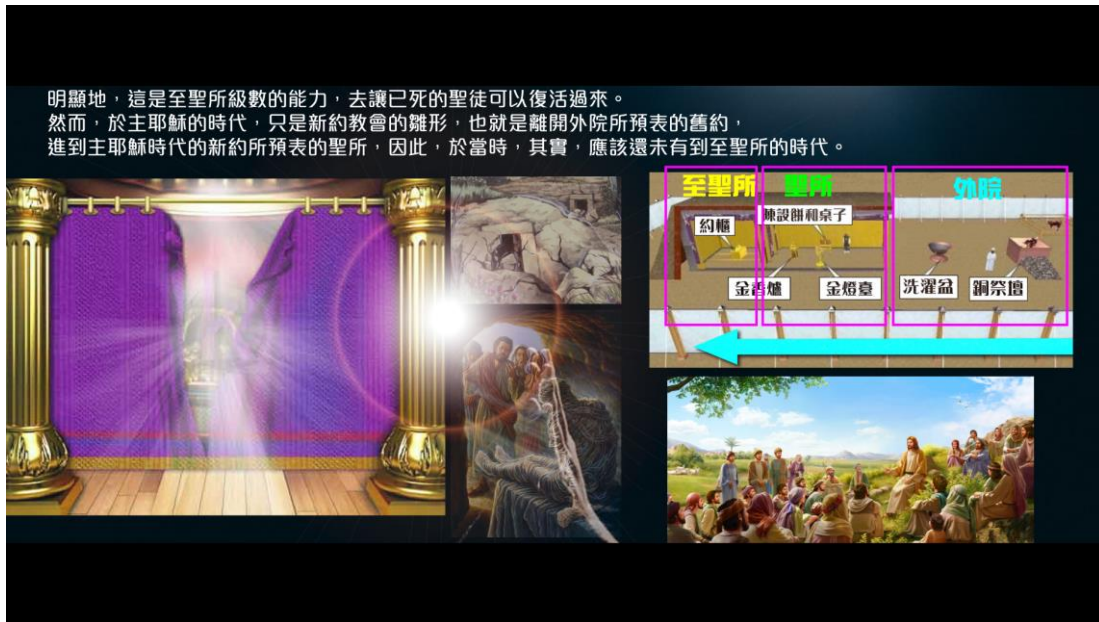 明顯地，這是至聖所級數的能力，去讓已死的聖徒可以復活過來。
然而，於主耶穌的時代，只是新約教會的雛形，也就是離開外院所預表的舊約，
進到主耶穌時代的新約所預表的聖所，因此，於當時，其實，應該還未有到至聖所的時代。
至聖所
聖所
外院
約櫃
陳設餅和桌子
金香爐
金燈臺
洗濯盆
銅祭壇